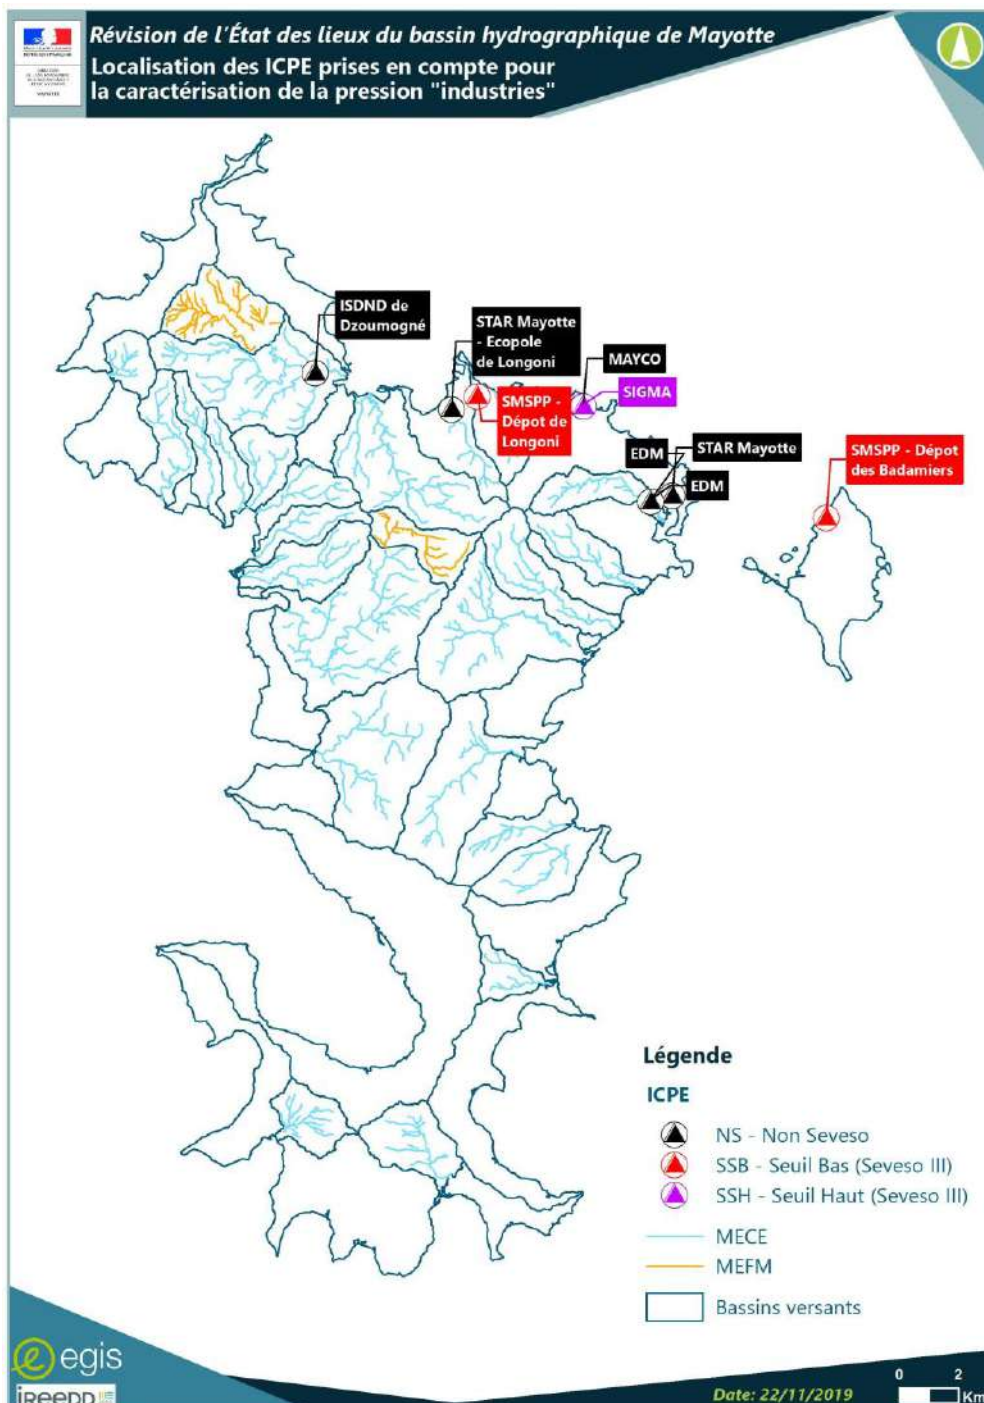 Révision de l'État des lieux du bassin hydrographique de Mayotte
Localisation des ICPE prises en compte pour
la caractérisation de la pression "industries"
MAYOTTE
ISDND de
Dzoumogné
STAR Mayotte
- Ecopole
de Longoni
MAYCO
SIGMA
SMSPP -
Dépot de
Longoni
EDM
STAR Mayotte
EDM
SMSPP - Dépot
des Badamiers
Légende
ICPE
NS - Non Seveso
SSB - Seuil Bas (Seveso III)
SSH - Seuil Haut (Seveso III)
MECE
MEFM
Bassins versants
egis
iReeDD
Date: 22/11/2019
0 2
Km